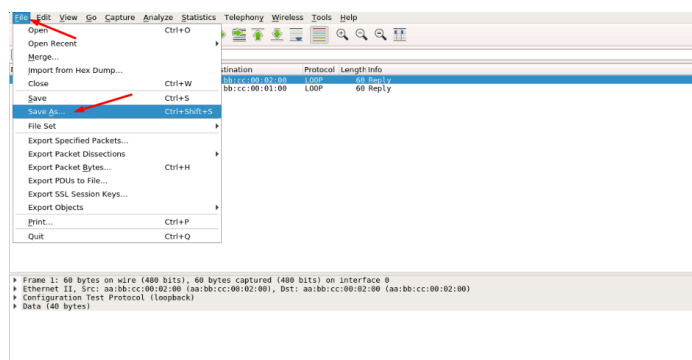 File Edit View Go Capture Analyze Statistics Telephony Wireless Tools Help
Open Ctrl+O
Open Recent
Merge...
Import from Hex Dump...
Close Ctrl+W
Save Ctrl+S
Save As... Ctrl+Shift+S
File Set
Export Specified Packets...
Export Packet Dissections
Export Packet Bytes... Ctrl+H
Export PDUs to File...
Export SSL Session Keys...
Export Objects
Print... Ctrl+P
Quit Ctrl+Q
stination Protocol Length Info
bb:cc:00:02:00 LOOP 60 Reply
bb:cc:00:01:00 LOOP 60 Reply
Frame 1: 60 bytes on wire (480 bits), 60 bytes captured (480 bits) on interface 0
Ethernet II, Src: aa:bb:cc:00:02:00 (aa:bb:cc:00:02:00), Dst: aa:bb:cc:00:02:00 (aa:bb:cc:00:02:00)
Configuration Test Protocol (loopback)
Data (40 bytes)